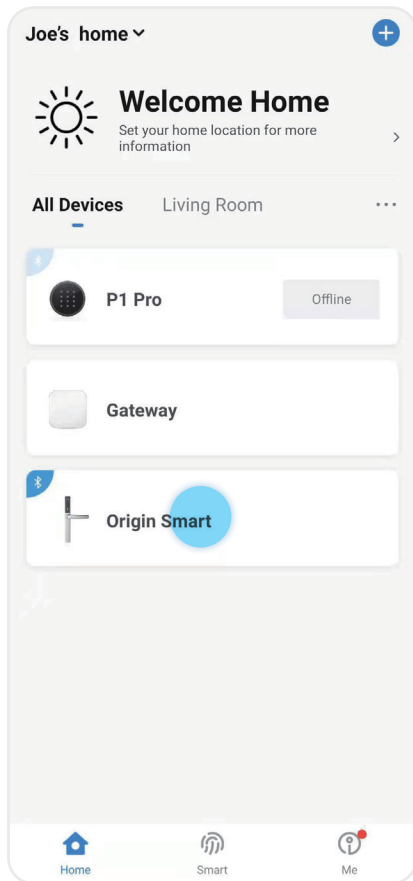 Joe's home
Welcome Home
Set your home location for more
information
All Devices
Living Room
P1 Pro
Offline
Gateway
Origin Smart
Home
Smart
Me